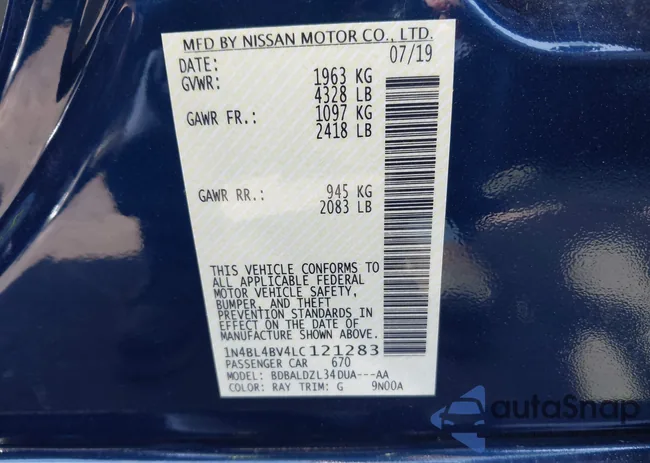 MFD BY NISSAN MOTOR CO., LTD.
DATE: 07/19
GVWR: 1963 KG
4328 LB
GAWR FR.: 1097 KG
2418 LB
GAWR RR.: 945 KG
2083 LB
THIS VEHICLE CONFORMS TO
ALL APPLICABLE FEDERAL
MOTOR VEHICLE SAFETY,
BUMPER, AND THEFT
PREVENTION STANDARDS IN
EFFECT ON THE DATE OF
MANUFACTURE SHOWN ABOVE.
1N4BL4BV4LC121283
PASSENGER CAR 670
MODEL: BDBALDZL34DUA---AA
COLOR: RAY TRIM: G 9N00A
autoSnap